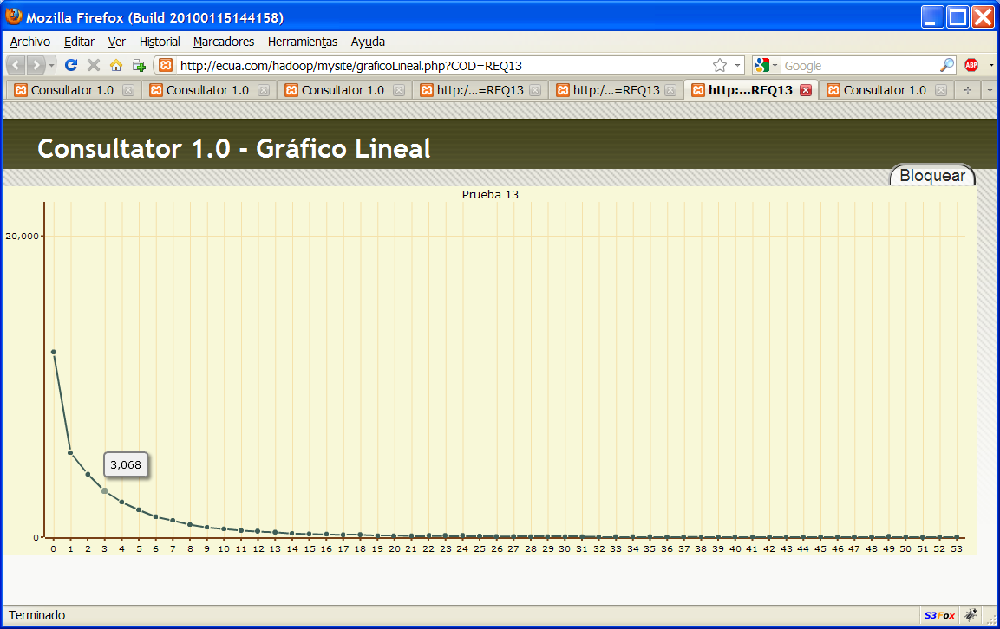 Mozilla Firefox (Build 20100115144158)
Archivo Editar Ver Historial Marcadores Herramientas Ayuda
http://ecua.com/hadoop/mysite/graficoLineal.php?COD=REQ13 Google ABP
Consultator 1.0 Consultator 1.0 Consultator 1.0 http:/...=REQ13 http:/...=REQ13 http:...REQ13 Consultator 1.0
Consultator 1.0 - Gráfico Lineal
Bloquear
Prueba 13
20,000
3,068
0
0 1 2 3 4 5 6 7 8 9 10 11 12 13 14 15 16 17 18 19 20 21 22 23 24 25 26 27 28 29 30 31 32 33 34 35 36 37 38 39 40 41 42 43 44 45 46 47 48 49 50 51 52 53
Terminado S3Fox